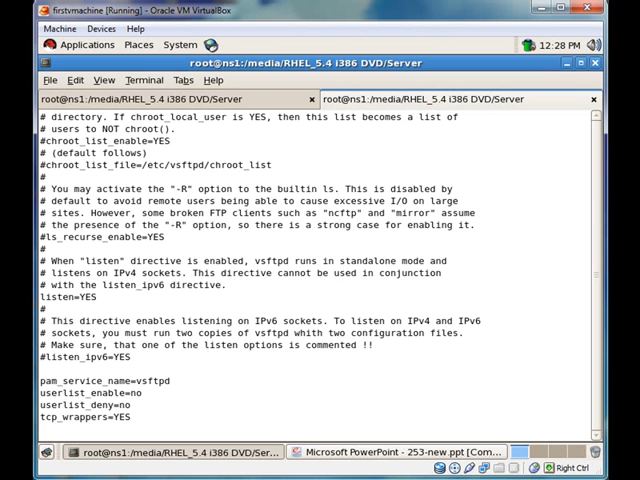 firstvmachine [Running] - Oracle VM VirtualBox
Machine Devices Help
Applications Places System 12:28 PM
root@ns1:/media/RHEL_5.4 i386 DVD/Server
File Edit View Terminal Tabs Help
root@ns1:/media/RHEL_5.4 i386 DVD/Server root@ns1:/media/RHEL_5.4 i386 DVD/Server
# directory. If chroot_local_user is YES, then this list becomes a list of
# users to NOT chroot().
#chroot_list_enable=YES
# (default follows)
#chroot_list_file=/etc/vsftpd/chroot_list
#
# You may activate the "-R" option to the builtin ls. This is disabled by
# default to avoid remote users being able to cause excessive I/O on large
# sites. However, some broken FTP clients such as "ncftp" and "mirror" assume
# the presence of the "-R" option, so there is a strong case for enabling it.
#ls_recurse_enable=YES
#
# When "listen" directive is enabled, vsftpd runs in standalone mode and
# listens on IPv4 sockets. This directive cannot be used in conjunction
# with the listen_ipv6 directive.
listen=YES
#
# This directive enables listening on IPv6 sockets. To listen on IPv4 and IPv6
# sockets, you must run two copies of vsftpd whith two configuration files.
# Make sure, that one of the listen options is commented !!
#listen_ipv6=YES
pam_service_name=vsftpd
userlist_enable=no
userlist_deny=no
tcp_wrappers=YES
root@ns1:/media/RHEL_5.4 i386 DVD/Ser... Microsoft PowerPoint - 253-new.ppt [Com...
Right Ctrl